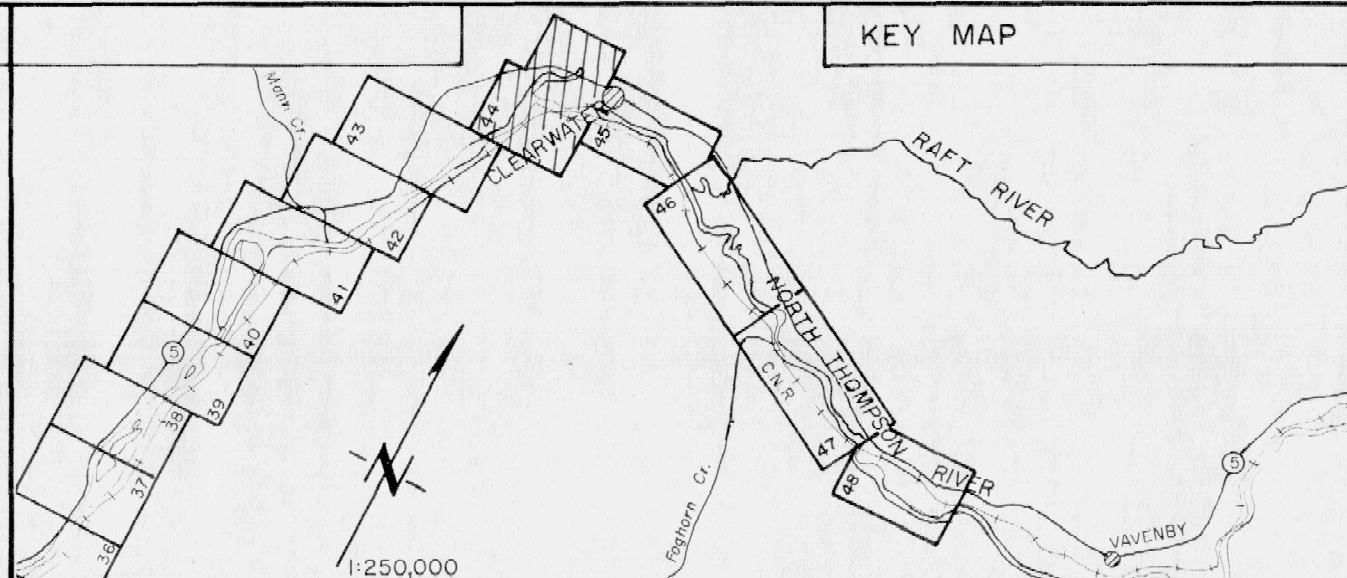 KEY MAP
Mann Cr.
43
44
CLEARWATER
45
RAFT RIVER
46
42
41
NORTH THOMPSON RIVER
5
40
C.N.R.
39
38
N
47
5
37
48
Foghorn Cr.
VAVENBY
36
1:250,000